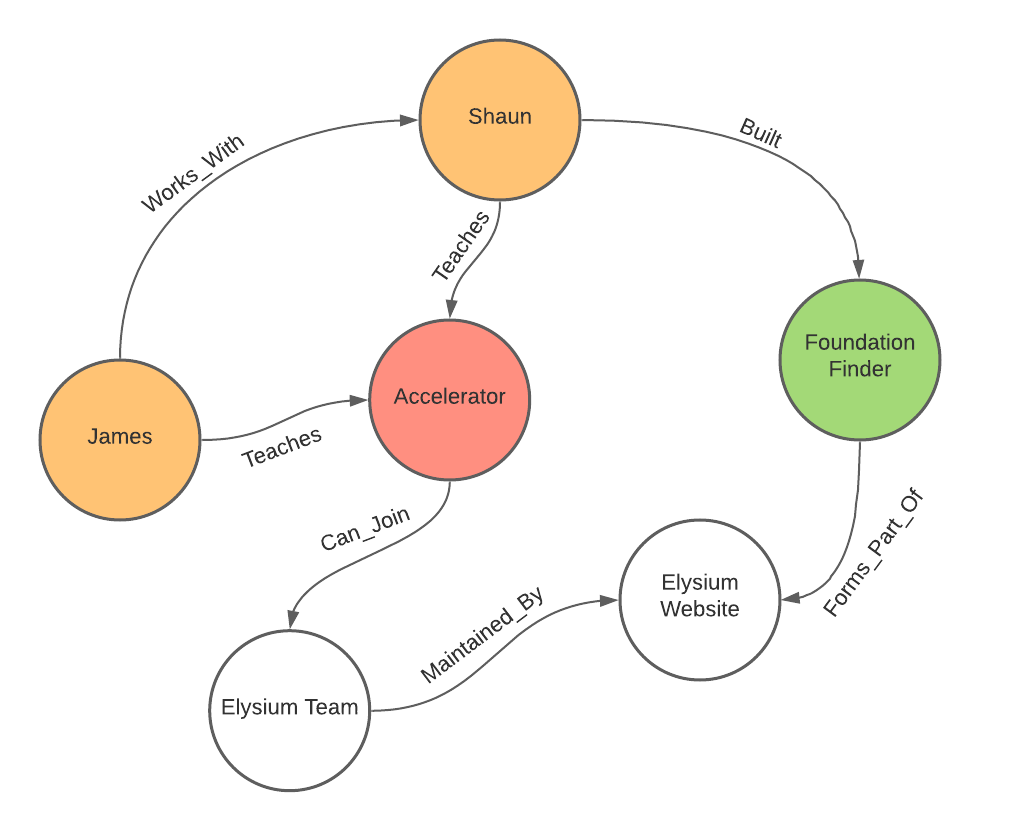 Shaun
Built
Works_With
Teaches
Foundation
Finder
Accelerator
James
Teaches
Can_Join
Forms_Part_Of
Elysium
Website
Maintained_By
Elysium Team